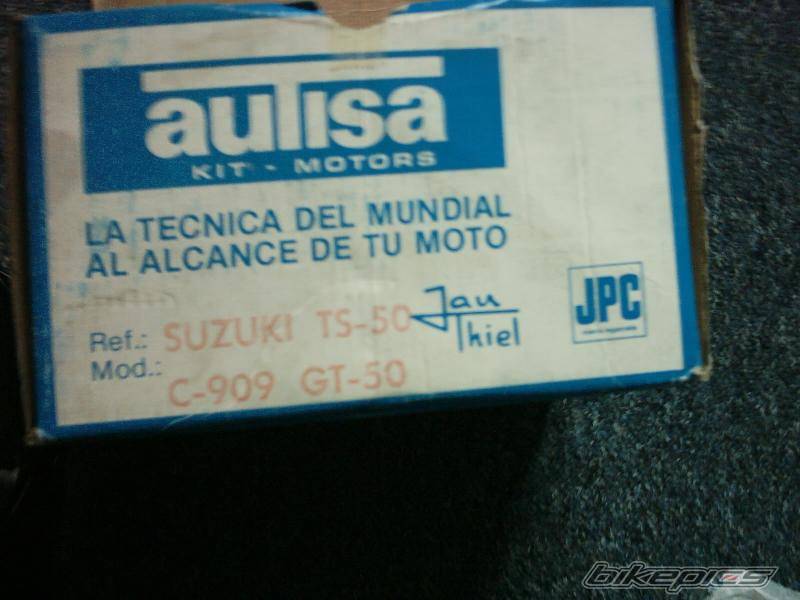 autisa
KIT - MOTORS
LA TECNICA DEL MUNDIAL
AL ALCANCE DE TU MOTO
Ref.: SUZUKI TS-50
Mod.: C-909 GT-50
Jan
Thiel
JPC
bikepics